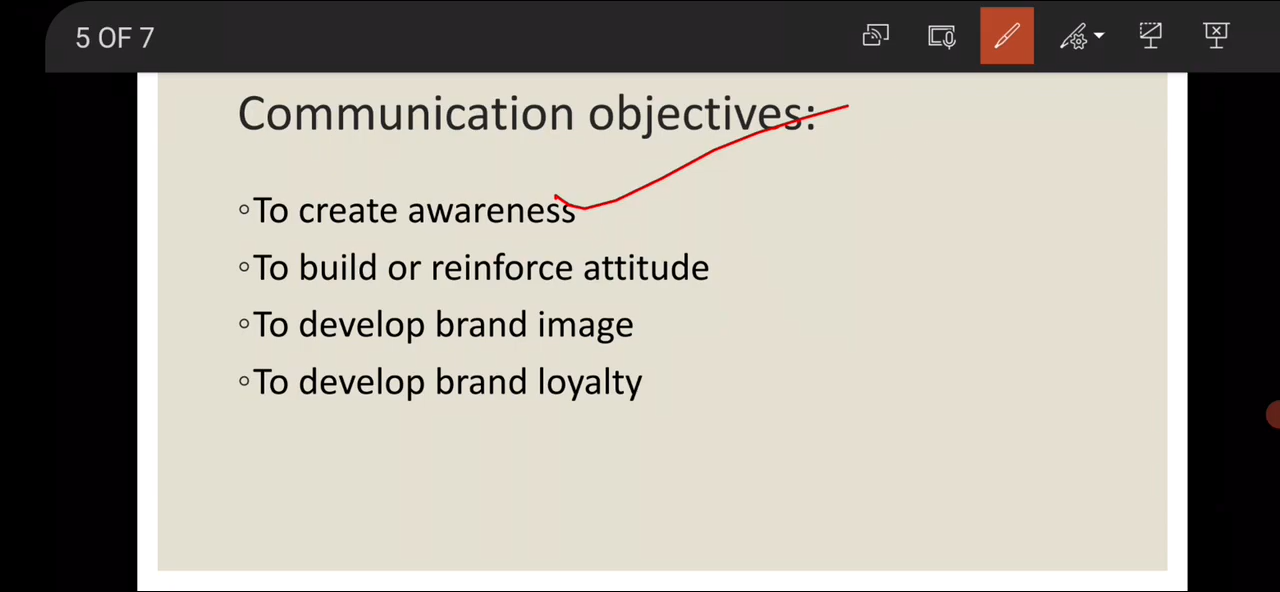 5 OF 7
Communication objectives:
◦To create awareness
◦To build or reinforce attitude
◦To develop brand image
◦To develop brand loyalty